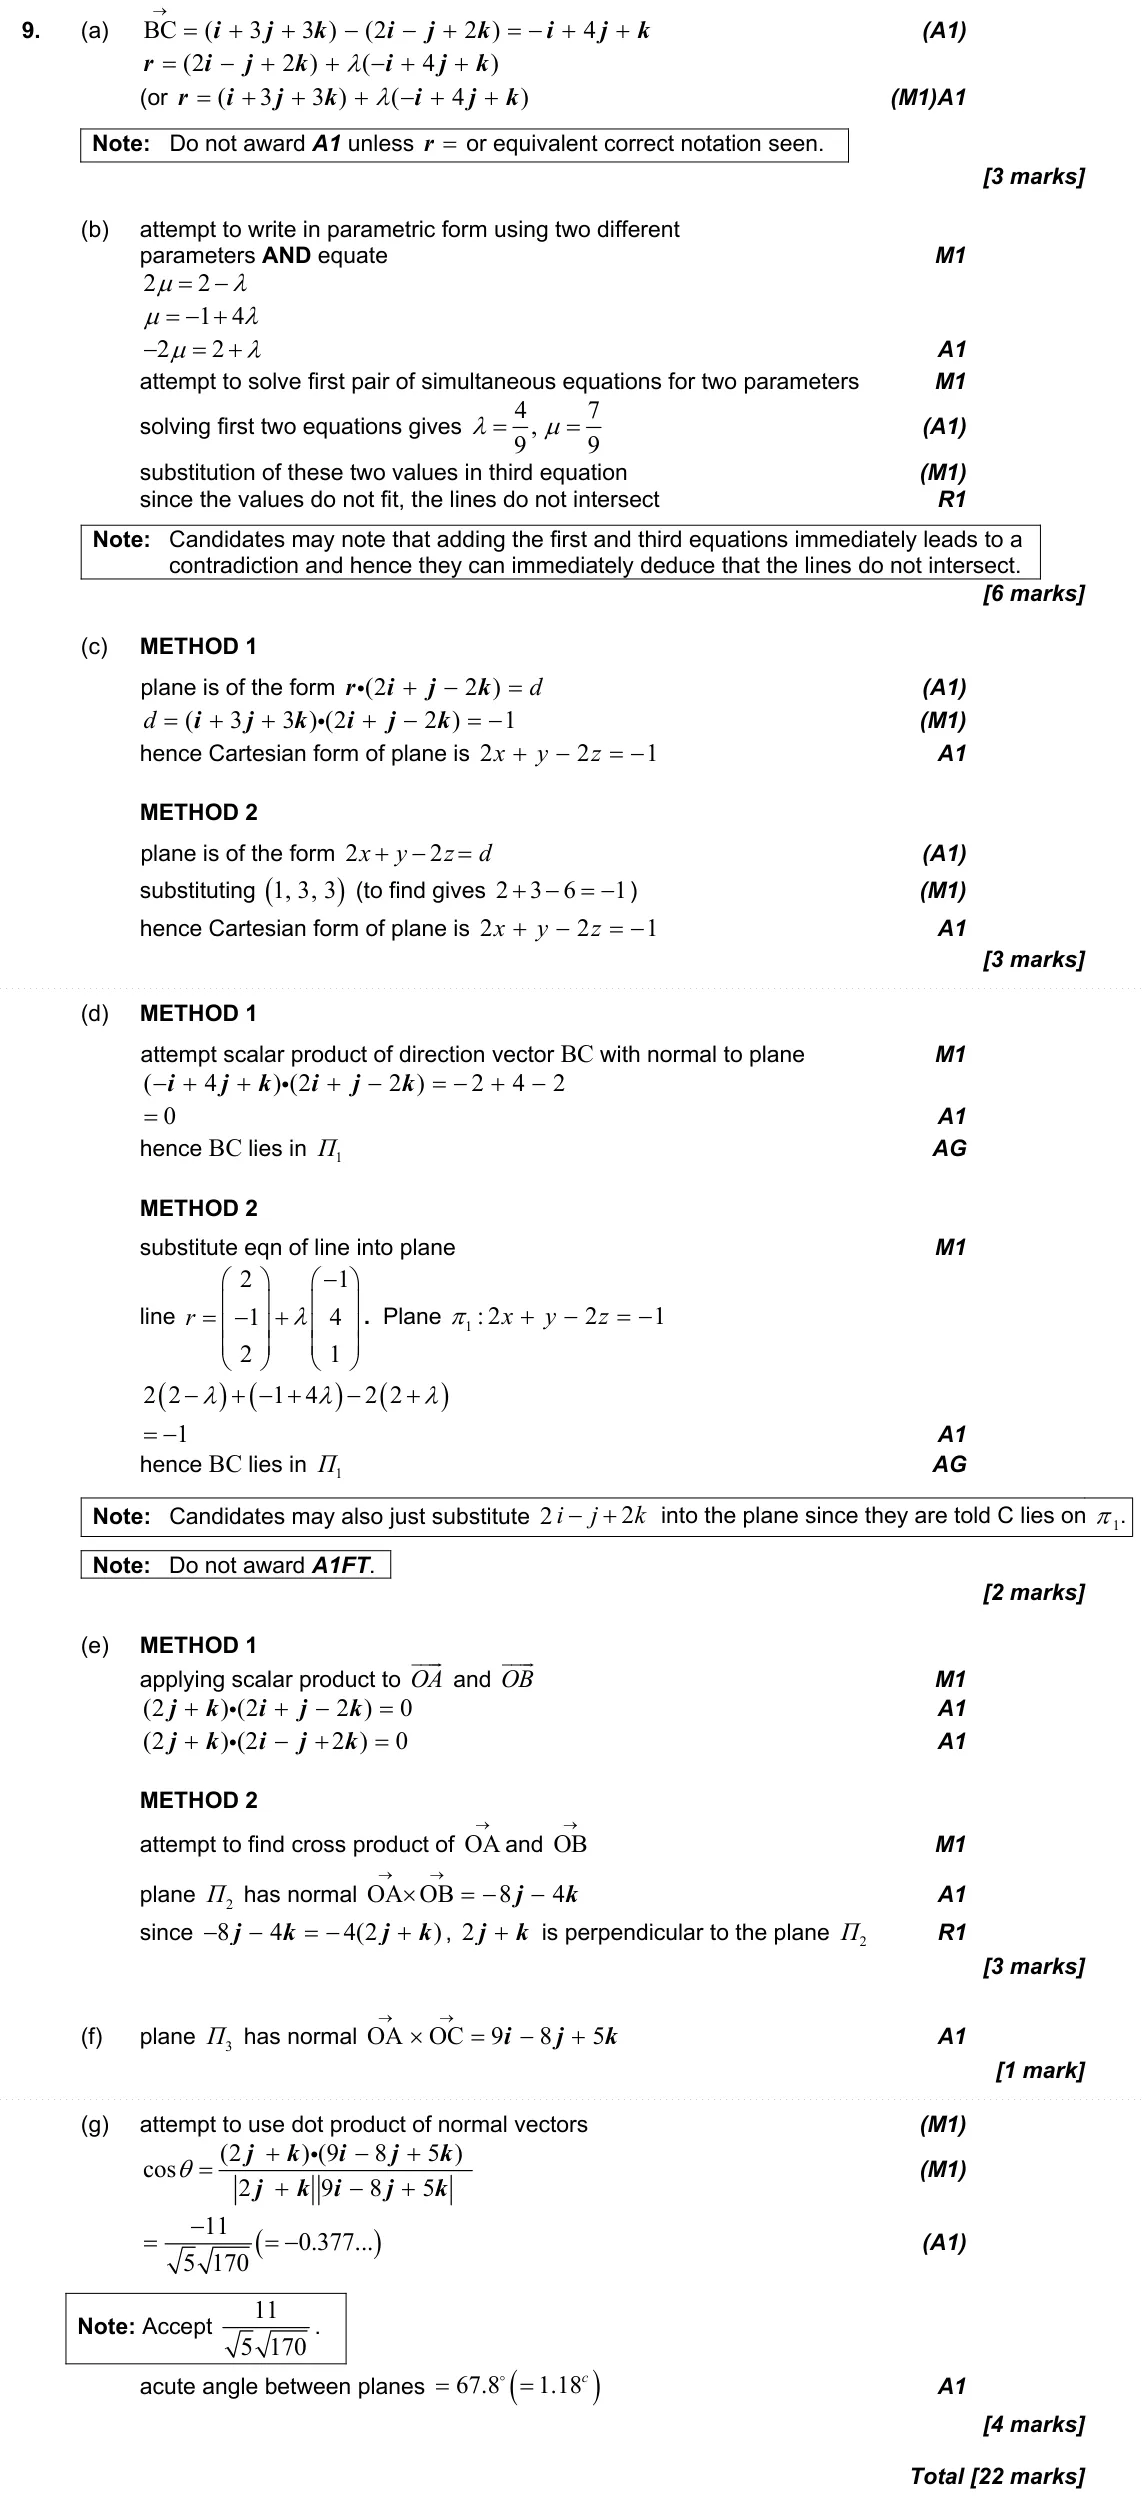 9. (a) →BC = (i + 3j + 3k) − (2i − j + 2k) = −i + 4j + k (A1)
r = (2i − j + 2k) + λ(−i + 4j + k)
(or r = (i + 3j + 3k) + λ(−i + 4j + k) (M1)A1
Note: Do not award A1 unless r = or equivalent correct notation seen.
[3 marks]
(b) attempt to write in parametric form using two different
parameters AND equate M1
2μ = 2 − λ
μ = −1 + 4λ
−2μ = 2 + λ A1
attempt to solve first pair of simultaneous equations for two parameters M1
solving first two equations gives λ = 4/9, μ = 7/9 (A1)
substitution of these two values in third equation (M1)
since the values do not fit, the lines do not intersect R1
Note: Candidates may note that adding the first and third equations immediately leads to a
contradiction and hence they can immediately deduce that the lines do not intersect.
[6 marks]
(c) METHOD 1
plane is of the form r•(2i + j − 2k) = d (A1)
d = (i + 3j + 3k)•(2i + j − 2k) = −1 (M1)
hence Cartesian form of plane is 2x + y − 2z = −1 A1
METHOD 2
plane is of the form 2x + y − 2z = d (A1)
substituting (1, 3, 3) (to find gives 2 + 3 − 6 = −1) (M1)
hence Cartesian form of plane is 2x + y − 2z = −1 A1
[3 marks]
(d) METHOD 1
attempt scalar product of direction vector BC with normal to plane M1
(−i + 4j + k)•(2i + j − 2k) = −2 + 4 − 2
= 0 A1
hence BC lies in Π₁ AG
METHOD 2
substitute eqn of line into plane M1
line r = (2, −1, 2) + λ(−1, 4, 1). Plane π₁ : 2x + y − 2z = −1
2(2 − λ) + (−1 + 4λ) − 2(2 + λ)
= −1 A1
hence BC lies in Π₁ AG
Note: Candidates may also just substitute 2i − j + 2k into the plane since they are told C lies on π₁.
Note: Do not award A1FT.
[2 marks]
(e) METHOD 1
applying scalar product to →OA and →OB M1
(2j + k)•(2i + j − 2k) = 0 A1
(2j + k)•(2i − j + 2k) = 0 A1
METHOD 2
attempt to find cross product of →OA and →OB M1
plane Π₂ has normal →OA × →OB = −8j − 4k A1
since −8j − 4k = −4(2j + k), 2j + k is perpendicular to the plane Π₂ R1
[3 marks]
(f) plane Π₃ has normal →OA × →OC = 9i − 8j + 5k A1
[1 mark]
(g) attempt to use dot product of normal vectors (M1)
cosθ = (2j + k)•(9i − 8j + 5k) / |2j + k||9i − 8j + 5k| (M1)
= −11 / √5√170 (= −0.377...) (A1)
Note: Accept 11 / √5√170.
acute angle between planes = 67.8° (= 1.18ᶜ) A1
[4 marks]
Total [22 marks]